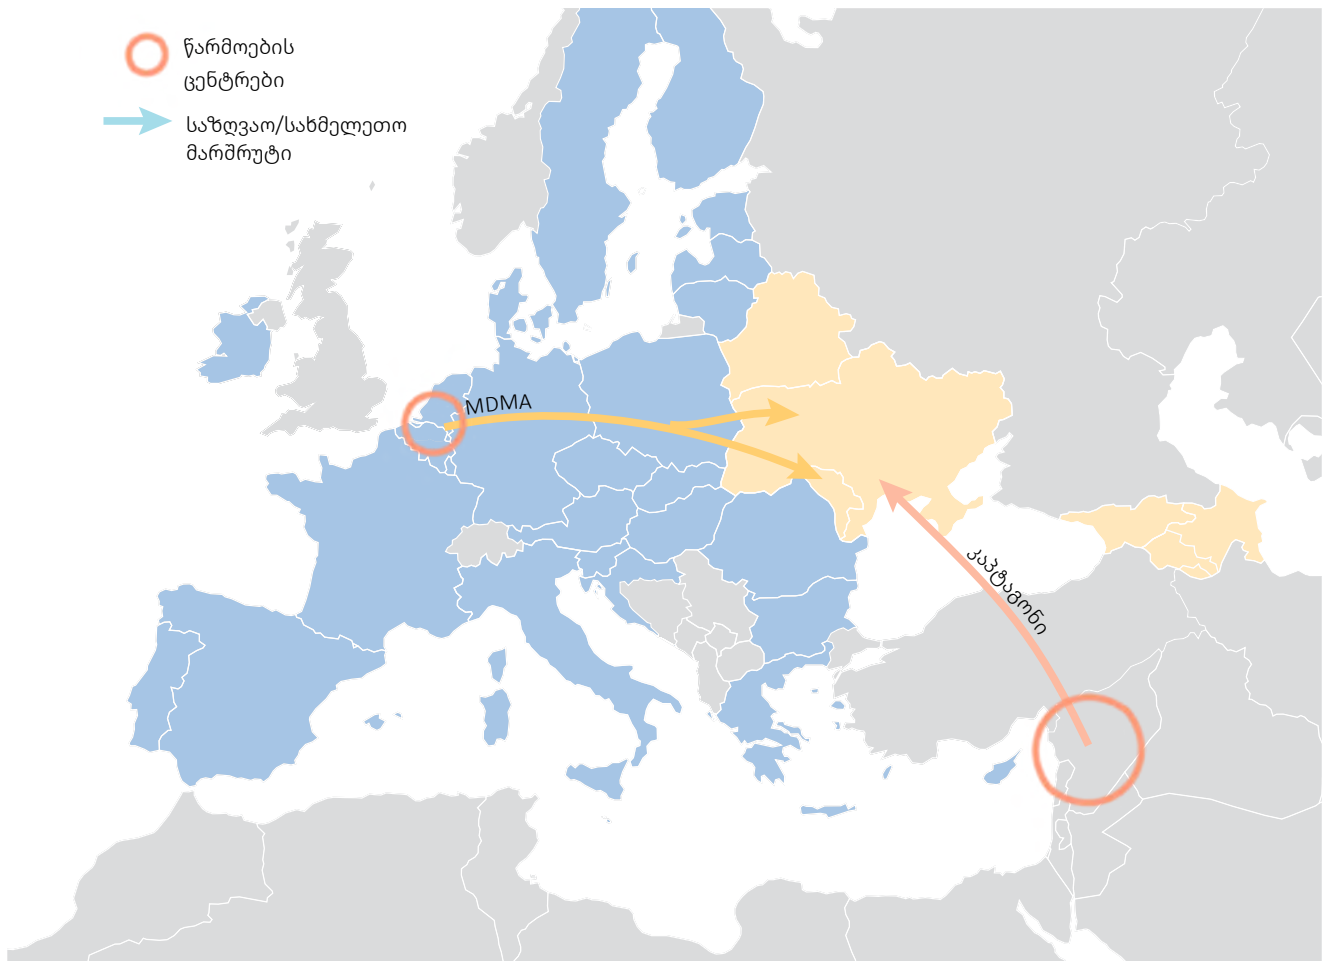 წარმოების
ცენტრები
საზღვაო/სახმელეთო
მარშრუტი
MDMA
კაპტაგონი